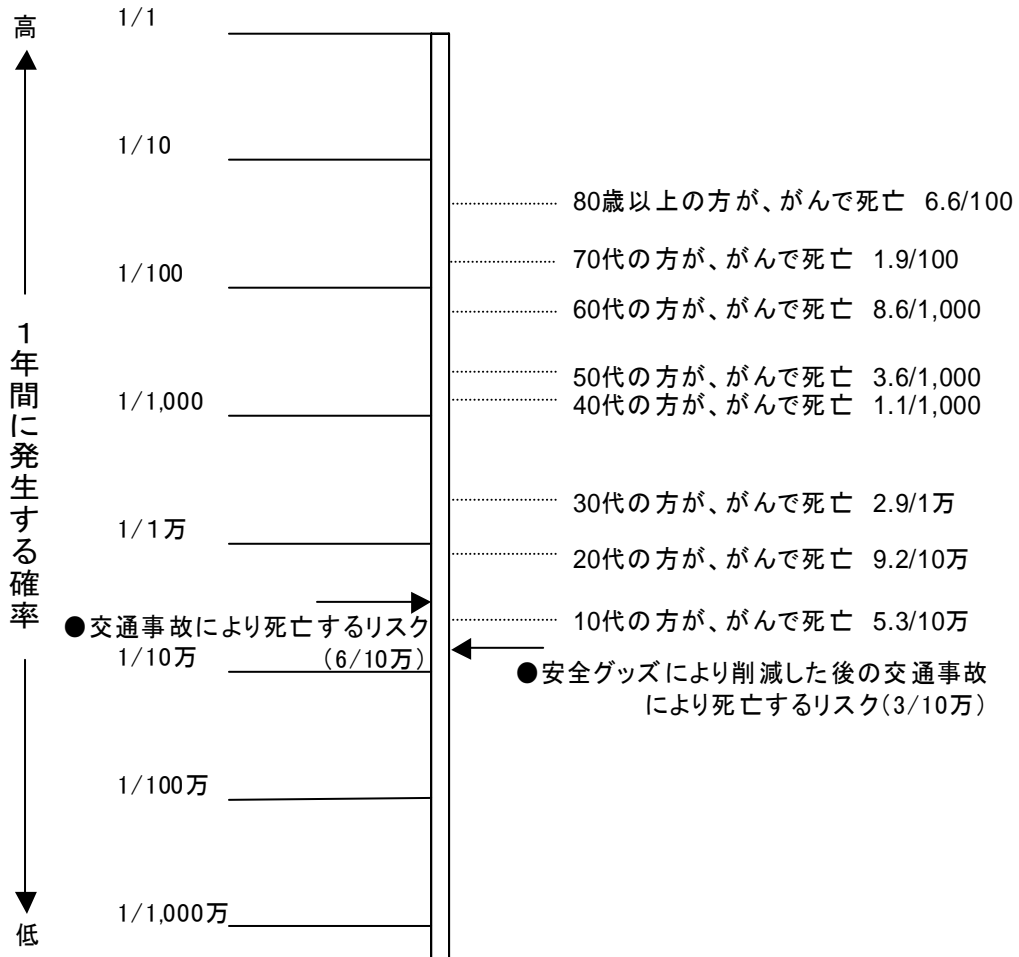 高
1年間に発生する確率
低
1/1
1/10
1/100
1/1,000
1/1万
1/10万
1/100万
1/1,000万
●交通事故により死亡するリスク
(6/10万)
80歳以上の方が、がんで死亡 6.6/100
70代の方が、がんで死亡 1.9/100
60代の方が、がんで死亡 8.6/1,000
50代の方が、がんで死亡 3.6/1,000
40代の方が、がんで死亡 1.1/1,000
30代の方が、がんで死亡 2.9/1万
20代の方が、がんで死亡 9.2/10万
10代の方が、がんで死亡 5.3/10万
●安全グッズにより削減した後の交通事故
により死亡するリスク(3/10万)